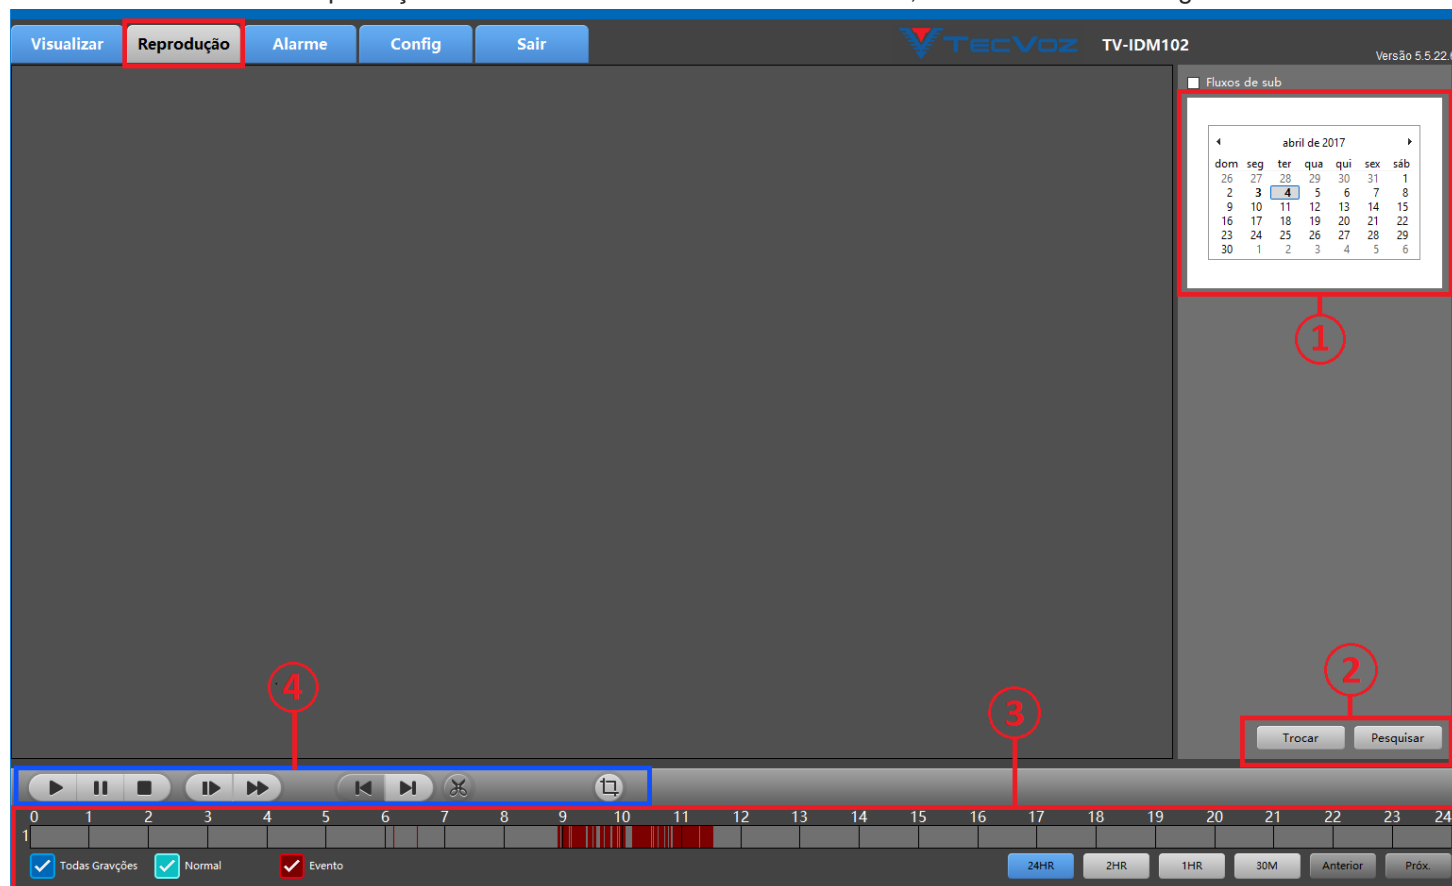 Visualizar Reprodução Alarme Config Sair TECVOZ TV-IDM102
Versão 5.5.22.
Fluxos de sub
abril de 2017
dom seg ter qua qui sex sáb
26 27 28 29 30 31 1
2 3 4 5 6 7 8
9 10 11 12 13 14 15
16 17 18 19 20 21 22
23 24 25 26 27 28 29
30 1 2 3 4 5 6
1
4
2
3
Trocar Pesquisar
0 1 2 3 4 5 6 7 8 9 10 11 12 13 14 15 16 17 18 19 20 21 22 23 24
1
Todas Gravções Normal Evento 24HR 2HR 1HR 30M Anterior Próx.